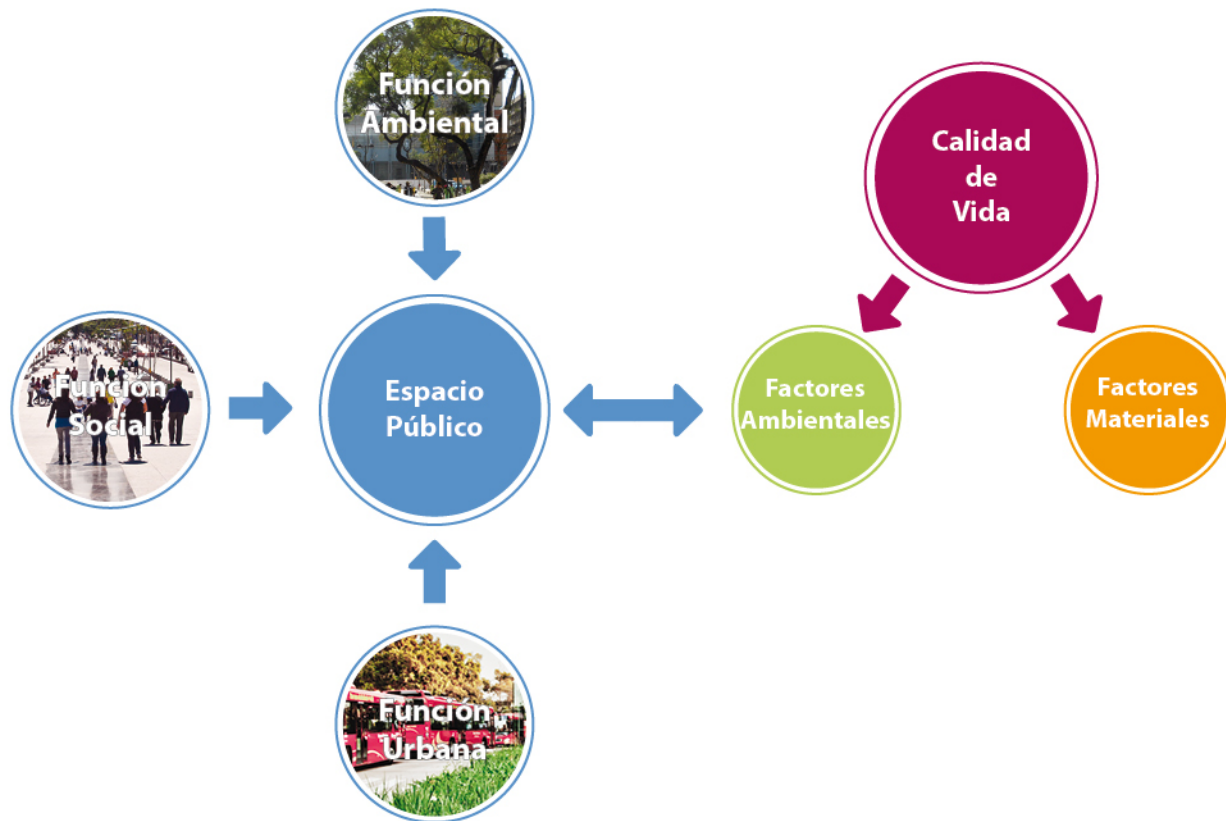 Función
Ambiental
Calidad
de
Vida
Función
Social
Espacio
Público
Factores
Ambientales
Factores
Materiales
Función
Urbana